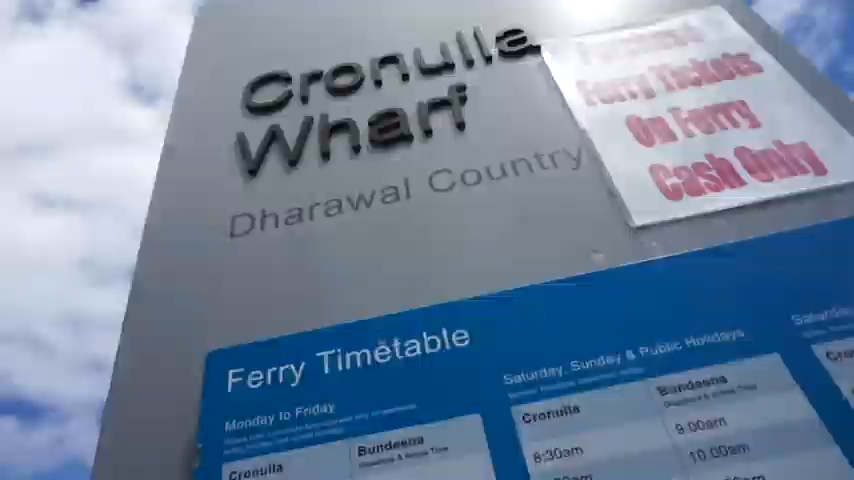 Cronulla
Wharf
Dharawal Country
Ferry Tickets
On Ferry
Cash Only
Ferry Timetable
Monday to Friday
Cronulla
Bundeena
Saturday, Sunday & Public Holidays
Cronulla
Bundeena
8:30am
9:00am
10:00am